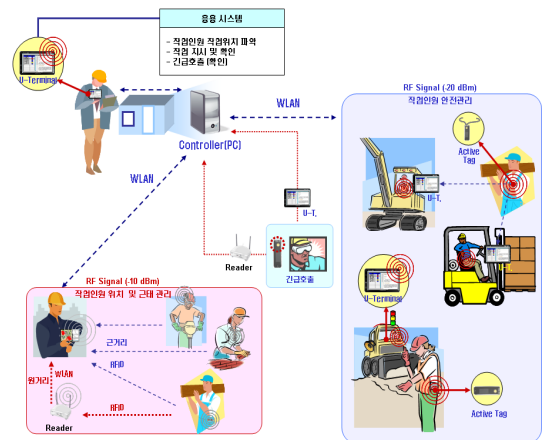 응용 시스템
- 작업인원 작업위치 파악
- 작업 지시 및 확인
- 긴급호출 (확인)
U-Terminal
WLAN
Controller(PC)
RF Signal (-20 dBm)
작업인원 안전관리
Active
Tag
U-T.
WLAN
U-T.
Reader
긴급호출
RF Signal (-10 dBm)
작업인원 위치 및 근태 관리
근거리
RFID
원거리
WLAN
RFID
Reader
U-Terminal
Active Tag